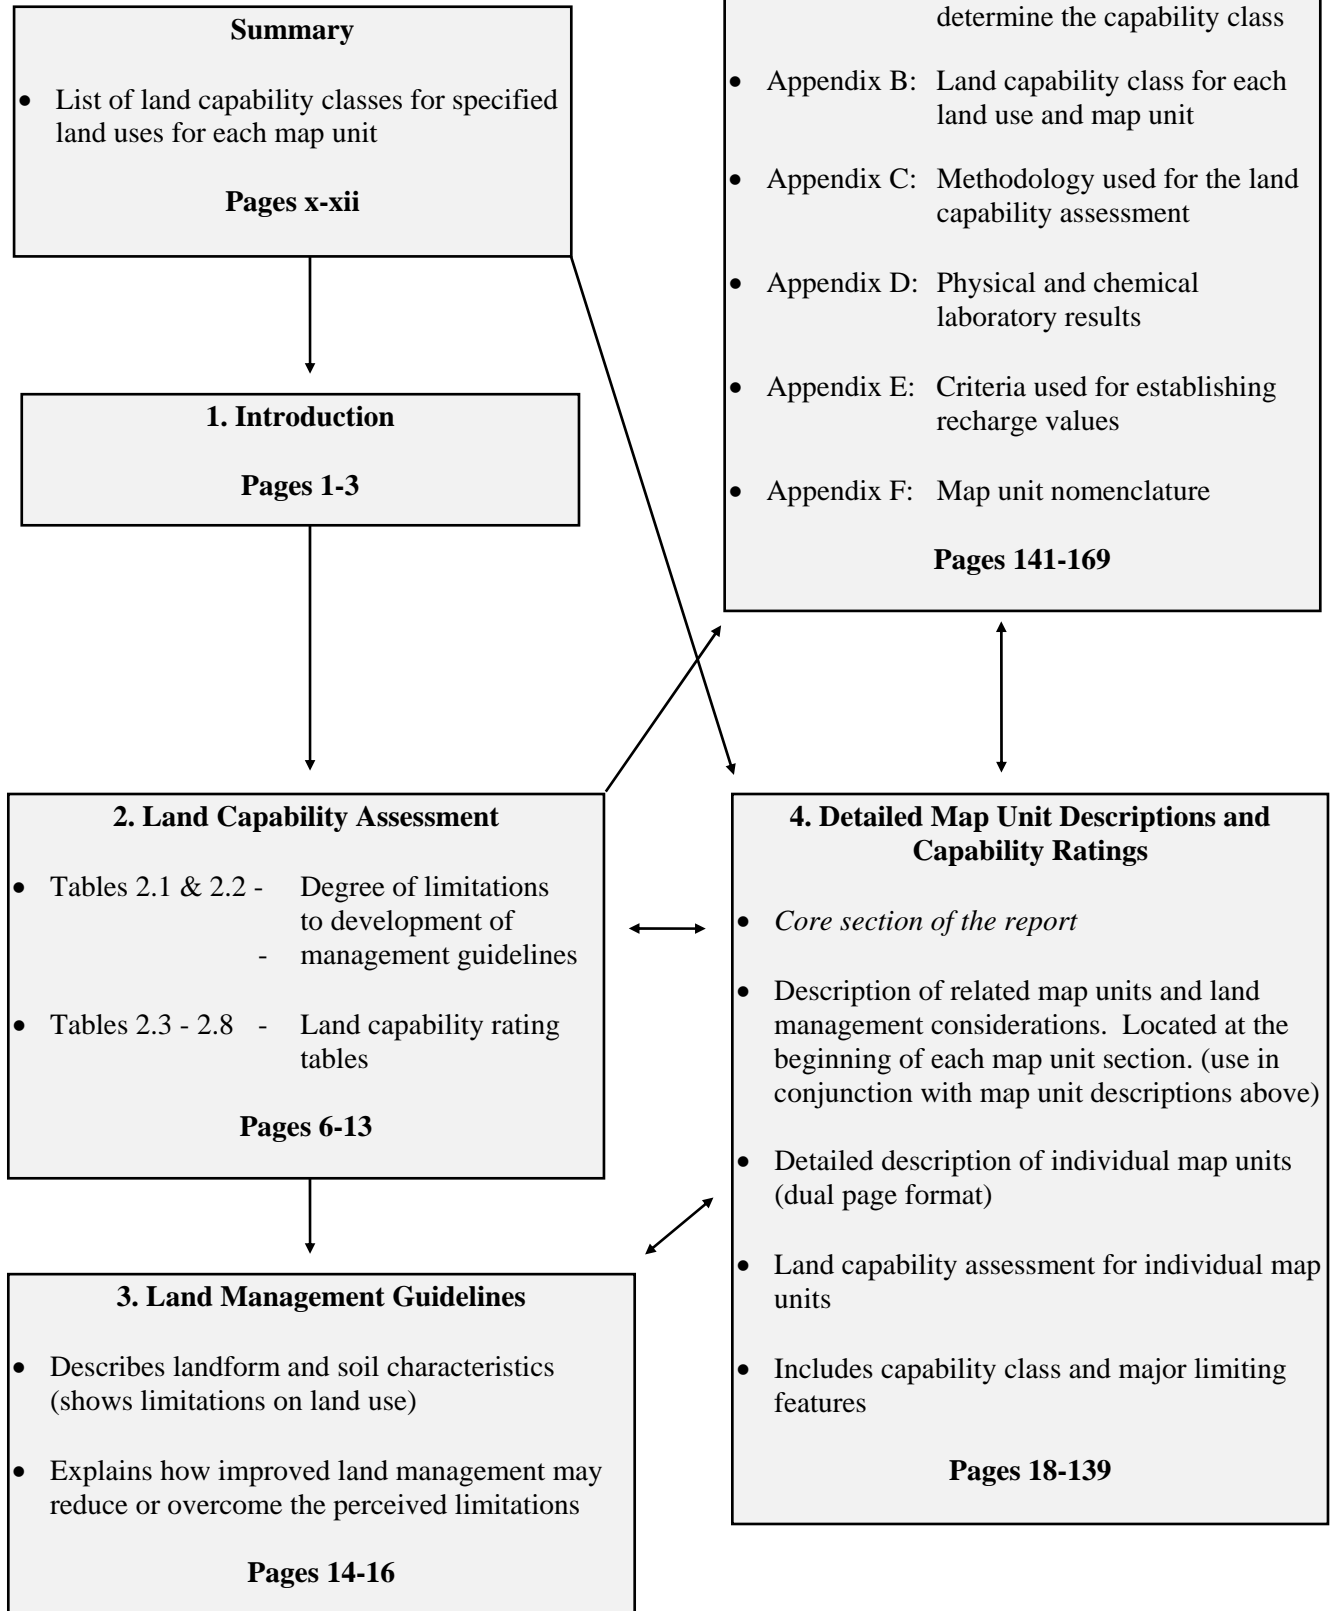 Summary
• List of land capability classes for specified
land uses for each map unit
Pages x-xii
determine the capability class
• Appendix B: Land capability class for each
land use and map unit
• Appendix C: Methodology used for the land
capability assessment
• Appendix D: Physical and chemical
laboratory results
• Appendix E: Criteria used for establishing
recharge values
• Appendix F: Map unit nomenclature
Pages 141-169
1. Introduction
Pages 1-3
2. Land Capability Assessment
• Tables 2.1 & 2.2 - Degree of limitations
to development of
- management guidelines
• Tables 2.3 - 2.8 - Land capability rating
tables
Pages 6-13
4. Detailed Map Unit Descriptions and
Capability Ratings
• Core section of the report
• Description of related map units and land
management considerations. Located at the
beginning of each map unit section. (use in
conjunction with map unit descriptions above)
• Detailed description of individual map units
(dual page format)
• Land capability assessment for individual map
units
• Includes capability class and major limiting
features
Pages 18-139
3. Land Management Guidelines
• Describes landform and soil characteristics
(shows limitations on land use)
• Explains how improved land management may
reduce or overcome the perceived limitations
Pages 14-16